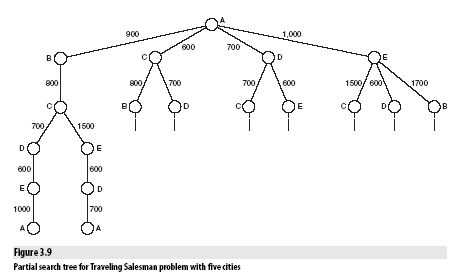 A
900
600
700
1,000
B
C
D
E
800
800
700
700
600
1500
600
1700
C
B
D
C
E
C
D
B
700
1500
D
E
600
600
E
D
1000
700
A
A
Figure 3.9
Partial search tree for Traveling Salesman problem with five cities